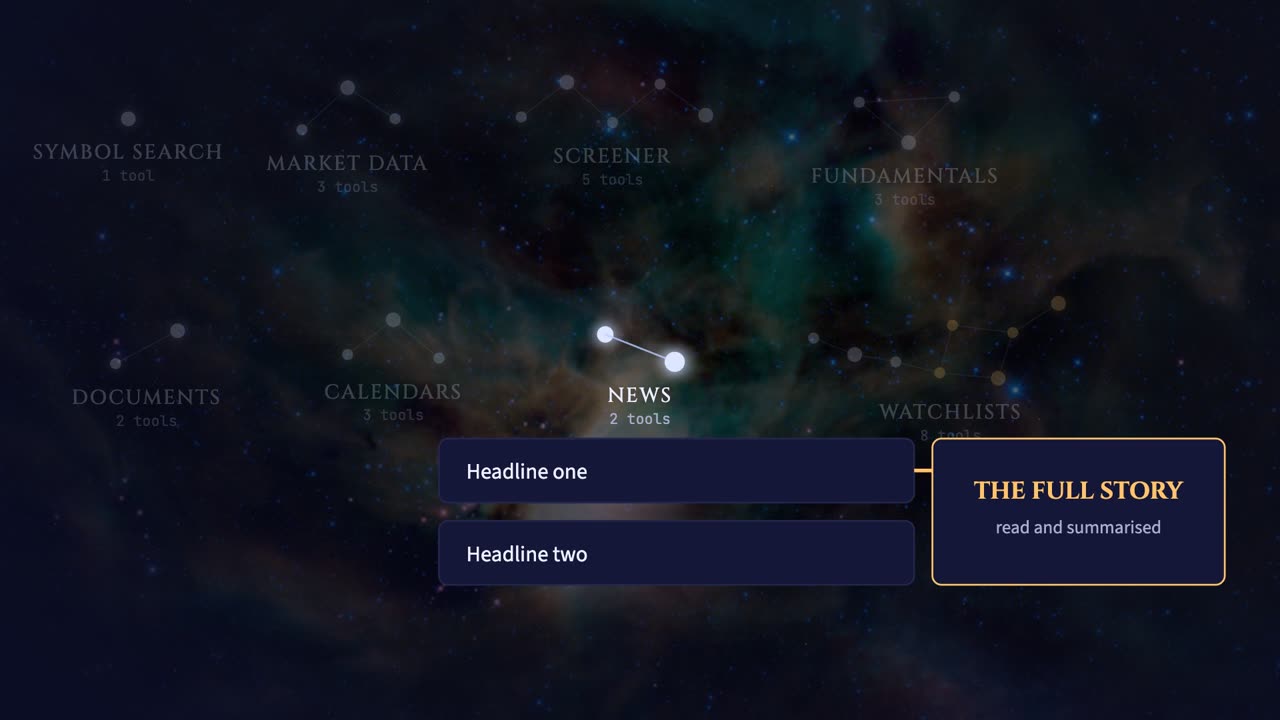 SYMBOL SEARCH
1 tool
MARKET DATA
3 tools
SCREENER
5 tools
FUNDAMENTALS
3 tools
DOCUMENTS
2 tools
CALENDARS
3 tools
NEWS
2 tools
WATCHLISTS
8 tools
Headline one
Headline two
THE FULL STORY
read and summarised